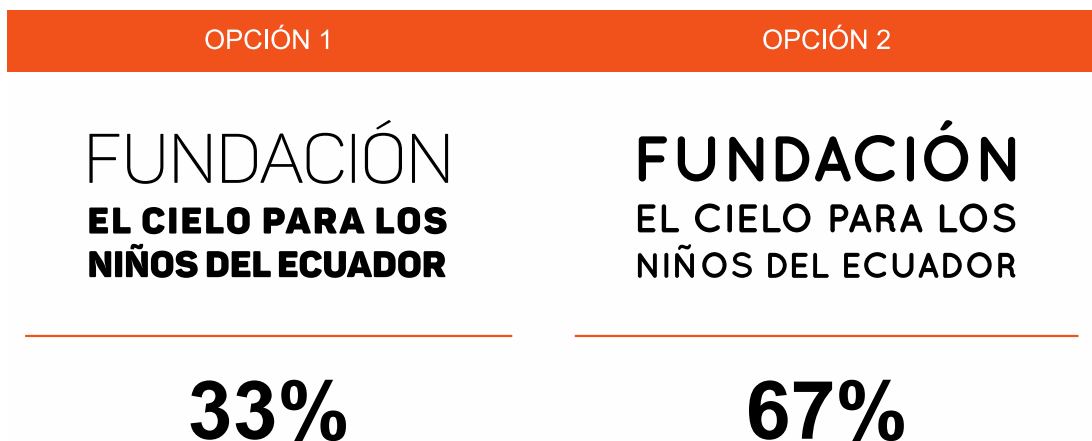 OPCIÓN 1
OPCIÓN 2
FUNDACIÓN
EL CIELO PARA LOS
NIÑOS DEL ECUADOR
33%
FUNDACIÓN
EL CIELO PARA LOS
NIÑOS DEL ECUADOR
67%